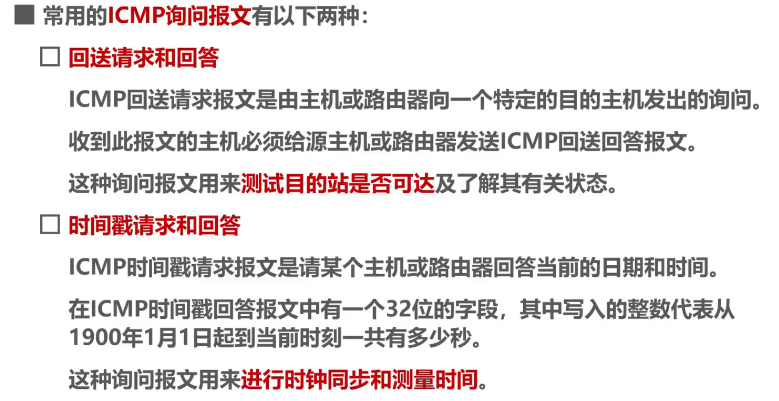 常用的ICMP询问报文有以下两种：
回送请求和回答
ICMP回送请求报文是由主机或路由器向一个特定的目的主机发出的询问。
收到此报文的主机必须给源主机或路由器发送ICMP回送回答报文。
这种询问报文用来测试目的站是否可达及了解其有关状态。
时间戳请求和回答
ICMP时间戳请求报文是请某个主机或路由器回答当前的日期和时间。
在ICMP时间戳回答报文中有一个32位的字段，其中写入的整数代表从
1900年1月1日起到当前时刻一共有多少秒。
这种询问报文用来进行时钟同步和测量时间。